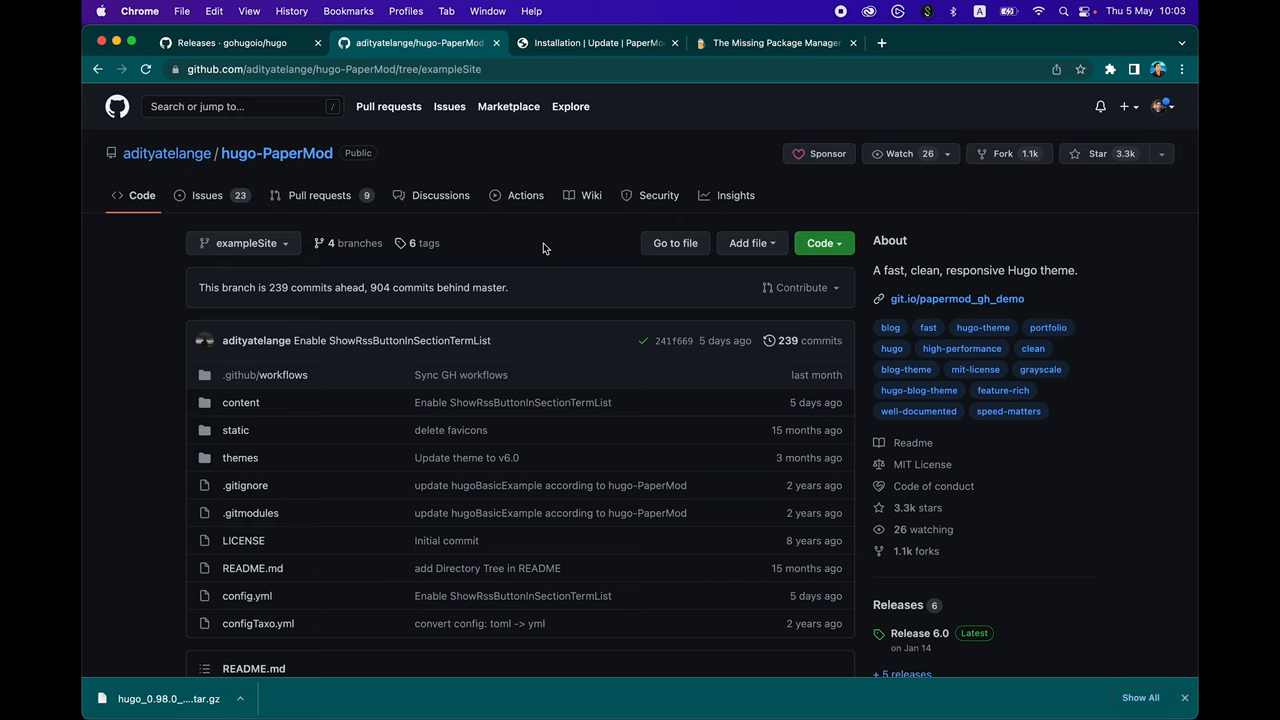 Chrome File Edit View History Bookmarks Profiles Tab Window Help A Thu 5 May 10:03
Releases · gohugoio/hugo adityatelange/hugo-PaperMod Installation | Update | PaperMo The Missing Package Manager
github.com/adityatelange/hugo-PaperMod/tree/exampleSite
Search or jump to... / Pull requests Issues Marketplace Explore
adityatelange / hugo-PaperMod Public Sponsor Watch 26 Fork 1.1k Star 3.3k
Code Issues 23 Pull requests 9 Discussions Actions Wiki Security Insights
exampleSite 4 branches 6 tags Go to file Add file Code
This branch is 239 commits ahead, 904 commits behind master. Contribute
adityatelange Enable ShowRssButtonInSectionTermList 241f669 5 days ago 239 commits
.github/workflows Sync GH workflows last month
content Enable ShowRssButtonInSectionTermList 5 days ago
static delete favicons 15 months ago
themes Update theme to v6.0 3 months ago
.gitignore update hugoBasicExample according to hugo-PaperMod 2 years ago
.gitmodules update hugoBasicExample according to hugo-PaperMod 2 years ago
LICENSE Initial commit 8 years ago
README.md add Directory Tree in README 15 months ago
config.yml Enable ShowRssButtonInSectionTermList 5 days ago
configTaxo.yml convert config: toml -> yml 2 years ago
README.md
About
A fast, clean, responsive Hugo theme.
git.io/papermod_gh_demo
blog fast hugo-theme portfolio
hugo high-performance clean
blog-theme mit-license grayscale
hugo-blog-theme feature-rich
well-documented speed-matters
Readme
MIT License
Code of conduct
3.3k stars
26 watching
1.1k forks
Releases 6
Release 6.0 Latest
on Jan 14
+ 5 releases
hugo_0.98.0_....tar.gz Show All